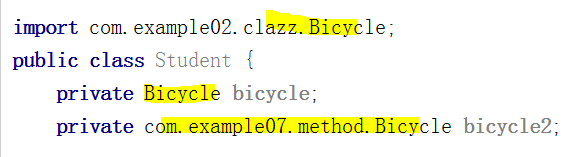 import com.example02.clazz.Bicycle;
public class Student {
private Bicycle bicycle;
private com.example07.method.Bicycle bicycle2;